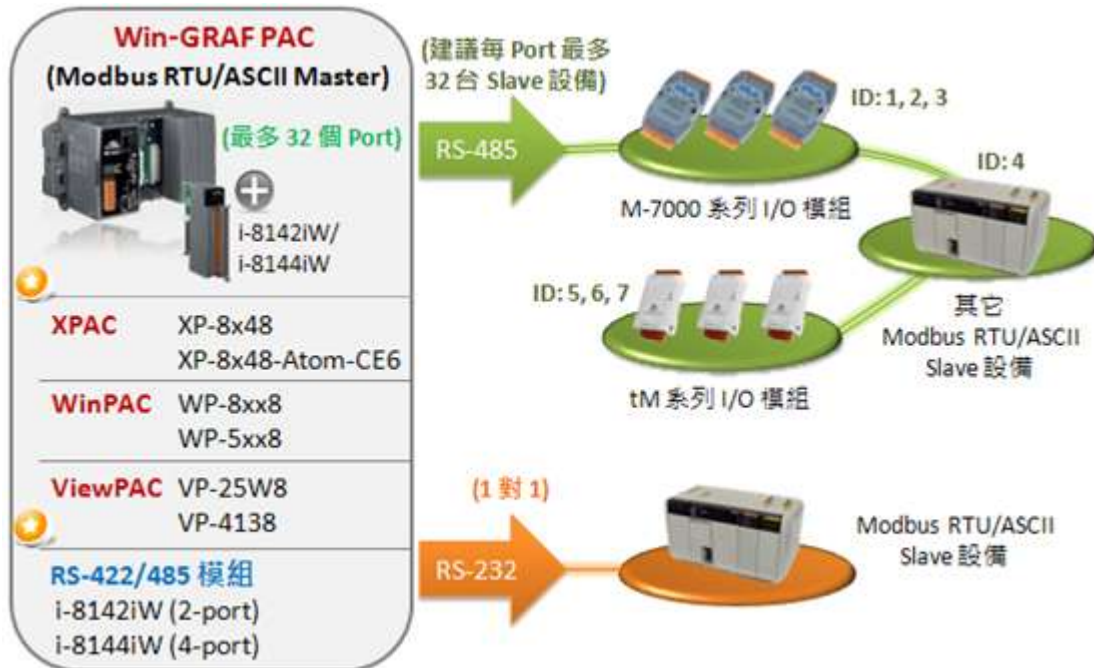 Win-GRAF PAC
(Modbus RTU/ASCII Master)
(最多 32 個 Port)
i-8142iW/
i-8144iW
XPAC XP-8x48
XP-8x48-Atom-CE6
WinPAC WP-8xx8
WP-5xx8
ViewPAC VP-25W8
VP-4138
RS-422/485 模組
i-8142iW (2-port)
i-8144iW (4-port)
(建議每 Port 最多
32 台 Slave 設備)
RS-485
ID: 1, 2, 3
M-7000 系列 I/O 模組
ID: 4
其它
Modbus RTU/ASCII
Slave 設備
ID: 5, 6, 7
tM 系列 I/O 模組
(1 對 1)
RS-232
Modbus RTU/ASCII
Slave 設備